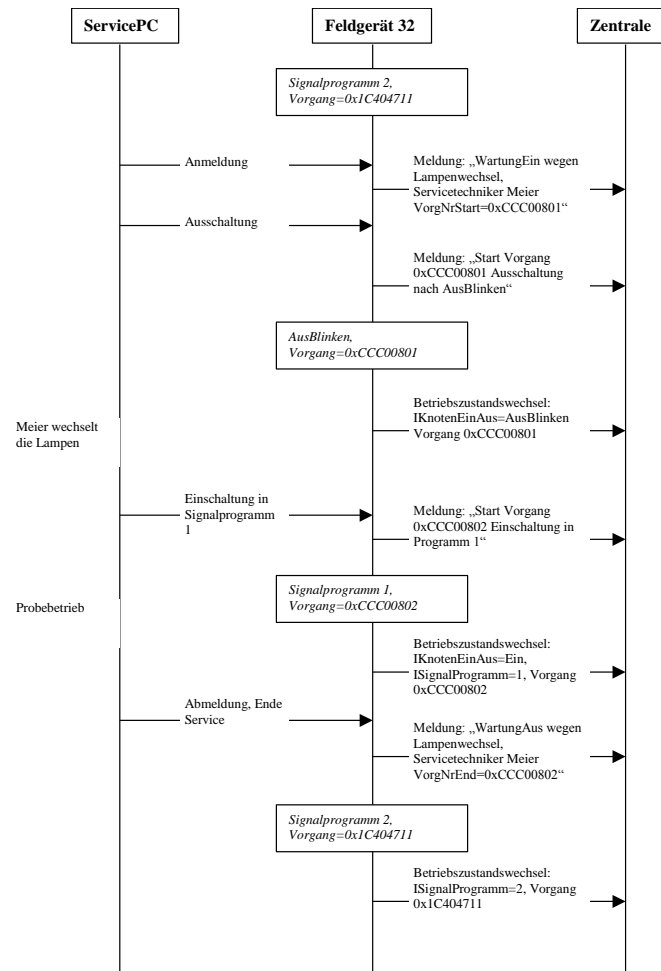 ServicePC
Feldgerät 32
Zentrale
Signalprogramm 2,
Vorgang=0x1C404711
Anmeldung
Meldung: „WartungEin wegen
Lampenwechsel,
Servicetechniker Meier
VorgNrStart=0xCCC00801“
Ausschaltung
Meldung: „Start Vorgang
0xCCC00801 Ausschaltung
nach AusBlinken“
AusBlinken,
Vorgang=0xCCC00801
Betriebszustandswechsel:
IKnotenEinAus=AusBlinken
Vorgang 0xCCC00801
Meier wechselt
die Lampen
Einschaltung in
Signalprogramm
1
Meldung: „Start Vorgang
0xCCC00802 Einschaltung in
Programm 1“
Signalprogramm 1,
Vorgang=0xCCC00802
Probebetrieb
Betriebszustandswechsel:
IKnotenEinAus=Ein,
ISignalProgramm=1, Vorgang
0xCCC00802
Abmeldung, Ende
Service
Meldung: „WartungAus wegen
Lampenwechsel,
Servicetechniker Meier
VorgNrEnd=0xCCC00802“
Signalprogramm 2,
Vorgang=0x1C404711
Betriebszustandswechsel:
ISignalProgramm=2, Vorgang
0x1C404711